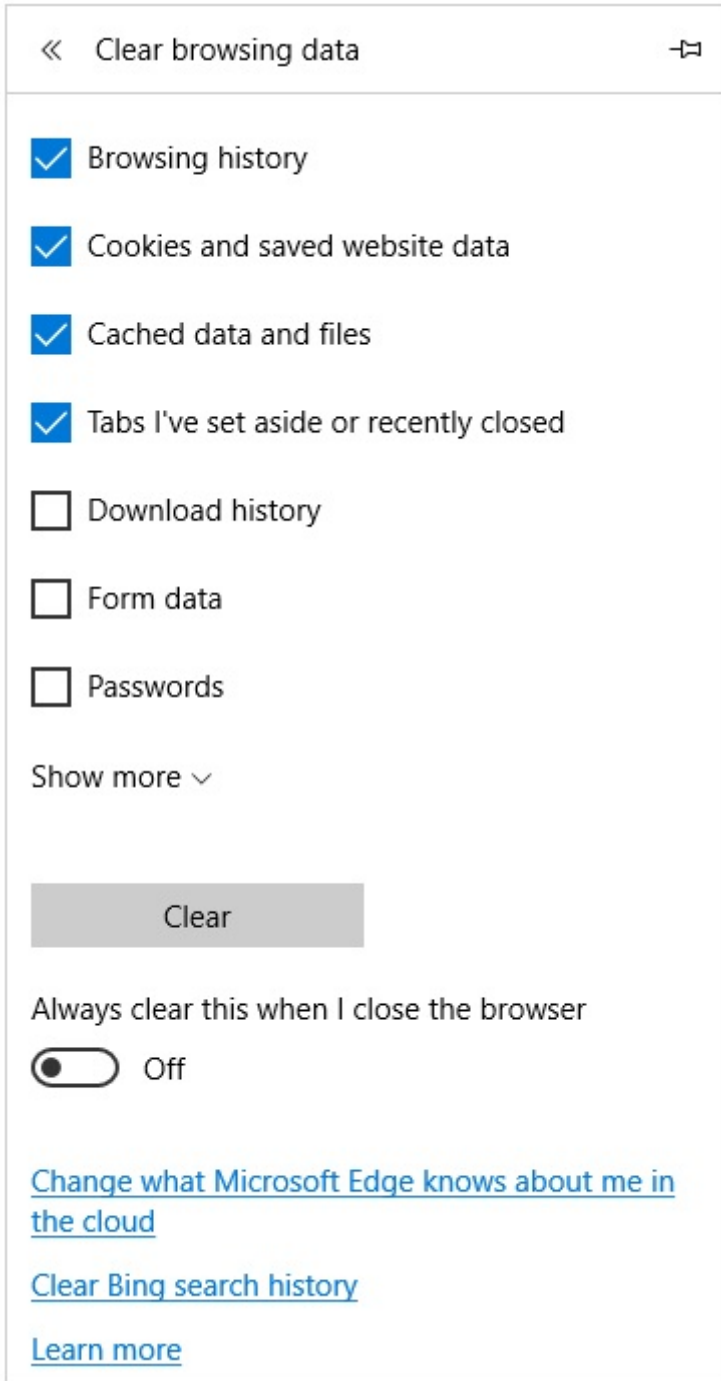 Clear browsing data
Browsing history
Cookies and saved website data
Cached data and files
Tabs I've set aside or recently closed
Download history
Form data
Passwords
Show more
Clear
Always clear this when I close the browser
Off
Change what Microsoft Edge knows about me in
the cloud
Clear Bing search history
Learn more